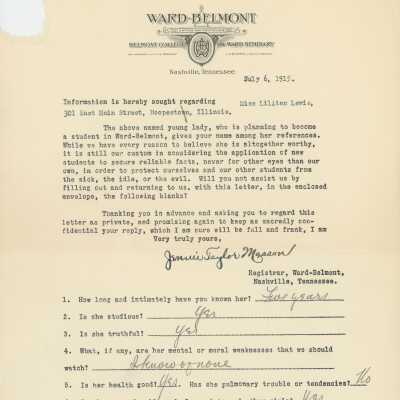 WARD-BELMONT
BELMONT COLLEGE WARD SEMINARY
Nashville, Tennessee
July 6, 1915.
Information is hereby sought regarding Miss Lewis,
301 East Main Street, Hoopeston, Illinois.
The above named young lady, who is planning to become
a student in Ward-Belmont, gives your name among her references.
While we have every reason to believe she is altogether worthy,
it is still our custom in considering the application of new
students to secure reliable facts, never for other eyes than our
own, in order to protect ourselves and our other students from
the sick, the idle, or the evil. Will you not assist us by
filling out and returning to us, with this letter, in the enclosed
envelope, the following blanks?
Thanking you in advance and asking you to regard this
letter as private, and promising again to keep as sacredly con-
fidential your reply, which I am sure will be full and frank, I am
Very truly yours,
Jennie Taylor Masson
Registrar, Ward-Belmont,
Nashville, Tennessee.
1. How long and intimately have you known her? years
2. Is she studious? Yes
3. Is she truthful? Yes
4. What, if any, are her mental or moral weaknesses that we should
watch? I know of none
5. Is her health good? Yes. Has she pulmonary trouble or tendencies? No
Yes